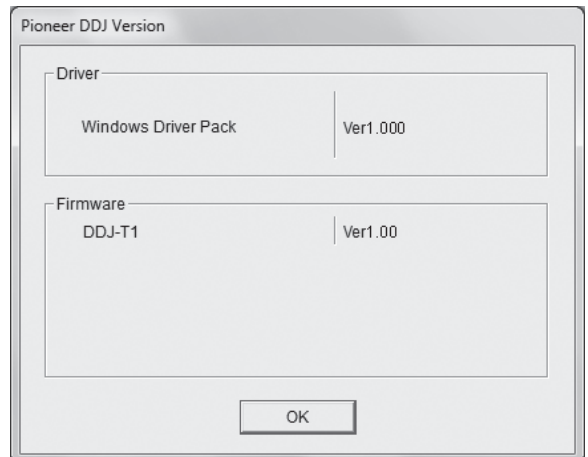 Pioneer DDJ Version
Driver
Windows Driver Pack Ver1.000
Firmware
DDJ-T1 Ver1.00
OK